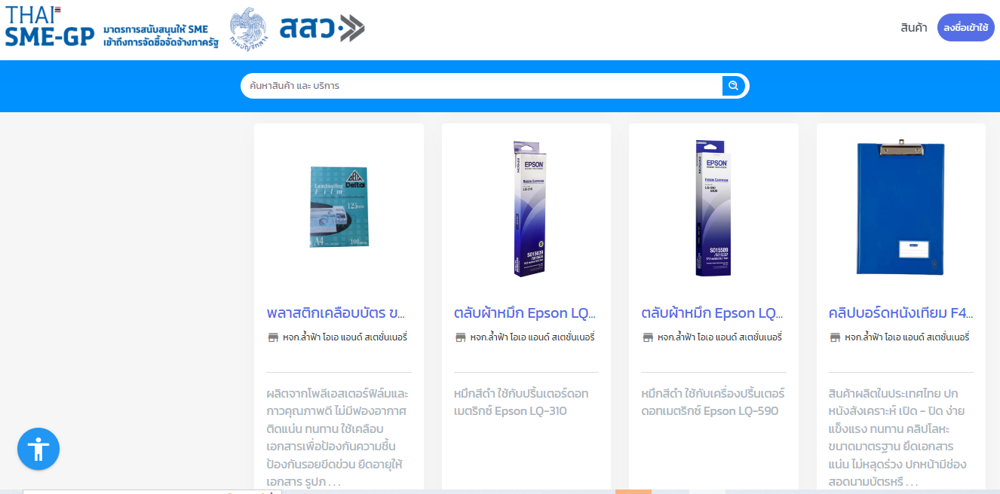 THAI
SME-GP
มาตรการสนับสนุนให้ SME
เข้าถึงการจัดซื้อจัดจ้างภาครัฐ
กรมบัญชีกลาง
สสว
สินค้า
ลงชื่อเข้าใช้
ค้นหาสินค้า และ บริการ
Delta
Laminating
Film
125
A4
100
EPSON
RIBBON CARTRIDGE
LQ-310
S015639
/S015634
EPSON
RIBBON CARTRIDGE
LQ-590
S015589
/S015337
พลาสติกเคลือบบัตร ข...
ตลับผ้าหมึก Epson LQ...
ตลับผ้าหมึก Epson LQ...
คลิปบอร์ดหนังเทียม F4...
หจก.ล้ำฟ้า โอเอ แอนด์ สเตชั่นเนอรี่
หจก.ล้ำฟ้า โอเอ แอนด์ สเตชั่นเนอรี่
หจก.ล้ำฟ้า โอเอ แอนด์ สเตชั่นเนอรี่
หจก.ล้ำฟ้า โอเอ แอนด์ สเตชั่นเนอรี่
ผลิตจากโพลีเอสเตอร์ฟิล์มและ
กาวคุณภาพดี ไม่มีฟองอากาศ
ติดแน่น ทนทาน ใช้เคลือบ
เอกสารเพื่อป้องกันความชื้น
ป้องกันรอยขีดข่วน ยืดอายุให้
เอกสาร รูปภ . . .
หมึกสีดำ ใช้กับปริ้นเตอร์ดอท
เมตริกซ์ Epson LQ-310
หมึกสีดำ ใช้กับเครื่องปริ้นเตอร์
ดอทเมตริกซ์ Epson LQ-590
สินค้าผลิตในประเทศไทย ปก
หนังสังเคราะห์ เปิด - ปิด ง่าย
แข็งแรง ทนทาน คลิปโลหะ
ขนาดมาตรฐาน ยึดเอกสาร
แน่น ไม่หลุดร่วง ปกหน้ามีช่อง
สอดนามบัตรหรื . . .